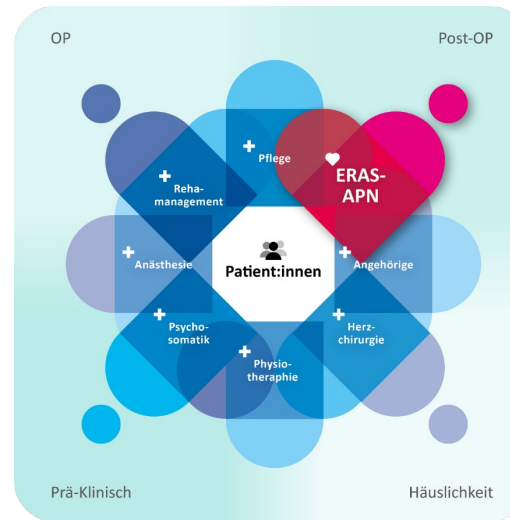 OP
Post-OP
Pflege
ERAS-
APN
Reha-
management
Patient:innen
Anästhesie
Angehörige
Psycho-
somatik
Herz-
chirurgie
Physio-
theraphie
Prä-Klinisch
Häuslichkeit